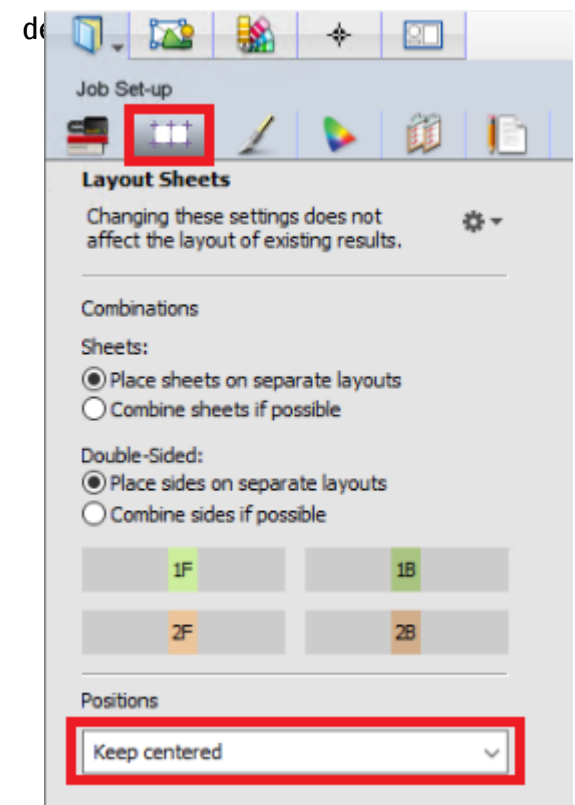 Job Set-up
Layout Sheets
Changing these settings does not
affect the layout of existing results.
Combinations
Sheets:
Place sheets on separate layouts
Combine sheets if possible
Double-Sided:
Place sides on separate layouts
Combine sides if possible
1F 1B
2F 2B
Positions
Keep centered